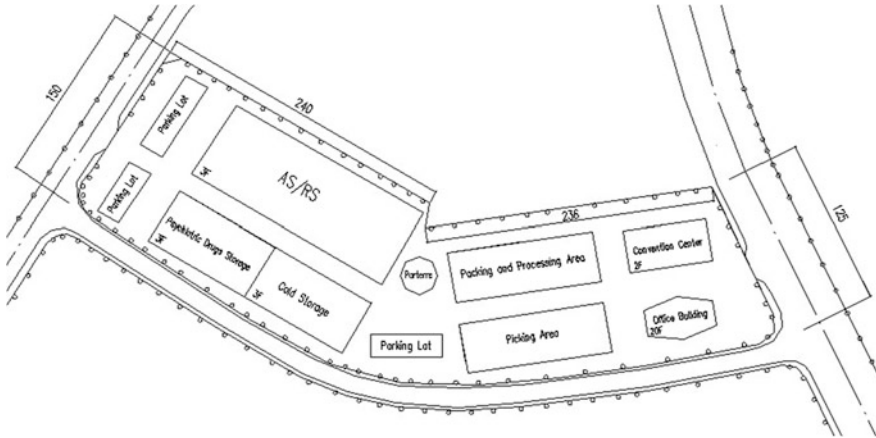 150
240
Parking Lot
Parking Lot
AS/RS
5F
Psychiatric Drugs Storage
3F
Cold Storage
3F
Parterre
Parking Lot
236
Packing and Processing Area
Picking Area
Convention Center
2F
Office Building
20F
125